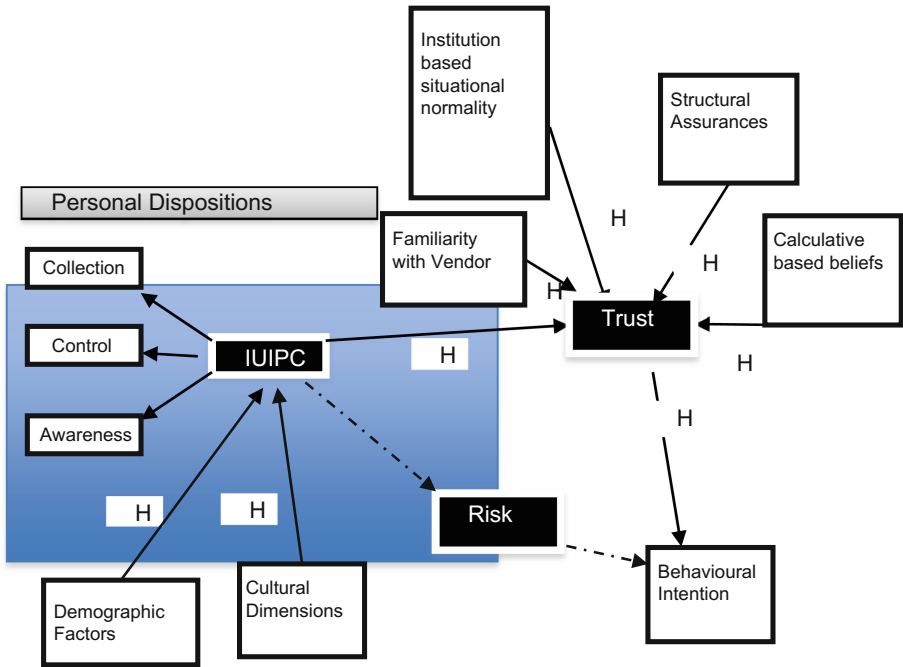 Institution
based
situational
normality
Structural
Assurances
Personal Dispositions
H
Familiarity
with Vendor
Calculative
based beliefs
H
Collection
H
Trust
Control
IUIPC
H
H
H
Awareness
H
H
Risk
Cultural
Dimensions
Behavioural
Intention
Demographic
Factors